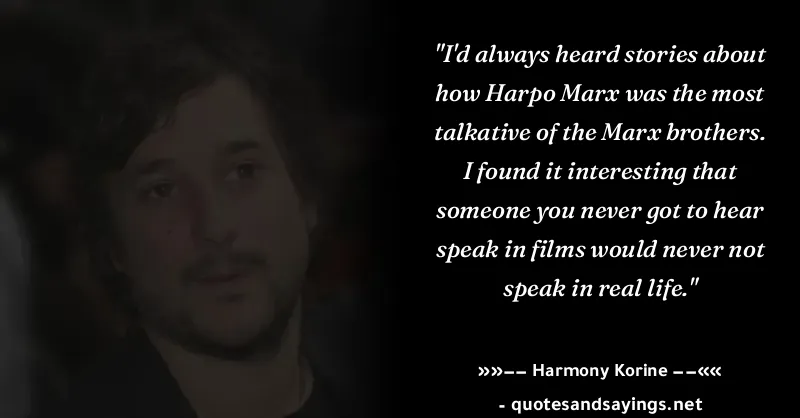 "I'd always heard stories about
how Harpo Marx was the most
talkative of the Marx brothers.
I found it interesting that
someone you never got to hear
speak in films would never not
speak in real life."
»»–– Harmony Korine ––««
- quotesandsayings.net